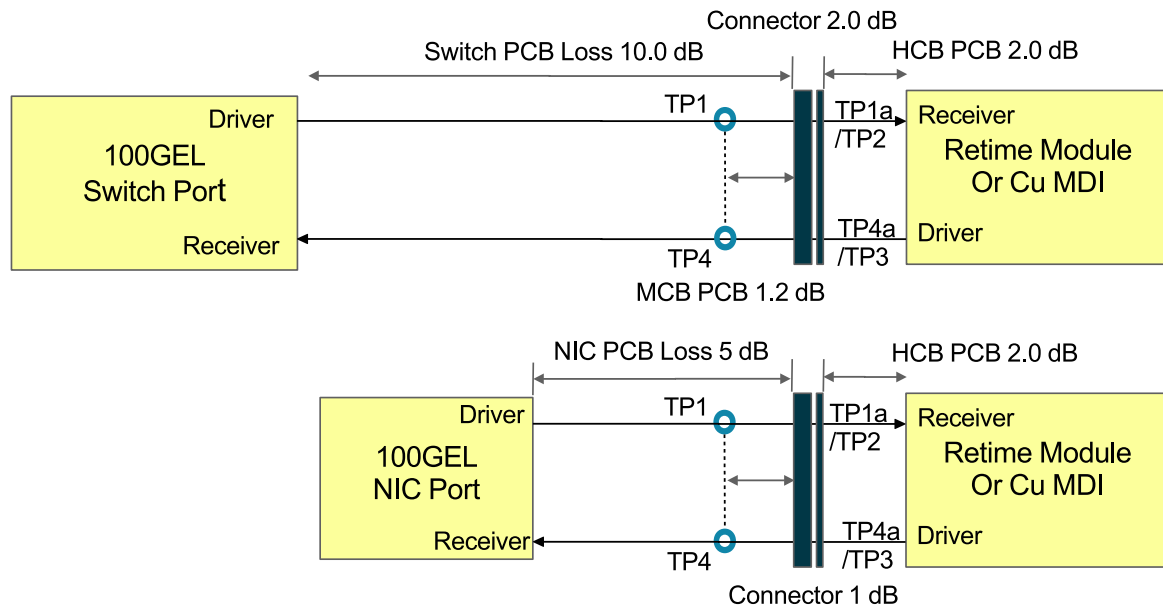 Connector 2.0 dB
Switch PCB Loss 10.0 dB
HCB PCB 2.0 dB
Driver
100GEL
Switch Port
Receiver
TP1
TP4
TP1a
/TP2
TP4a
/TP3
Receiver
Retime Module
Or Cu MDI
Driver
MCB PCB 1.2 dB
NIC PCB Loss 5 dB
HCB PCB 2.0 dB
Driver
100GEL
NIC Port
Receiver
TP1
TP4
TP1a
/TP2
TP4a
/TP3
Receiver
Retime Module
Or Cu MDI
Driver
Connector 1 dB